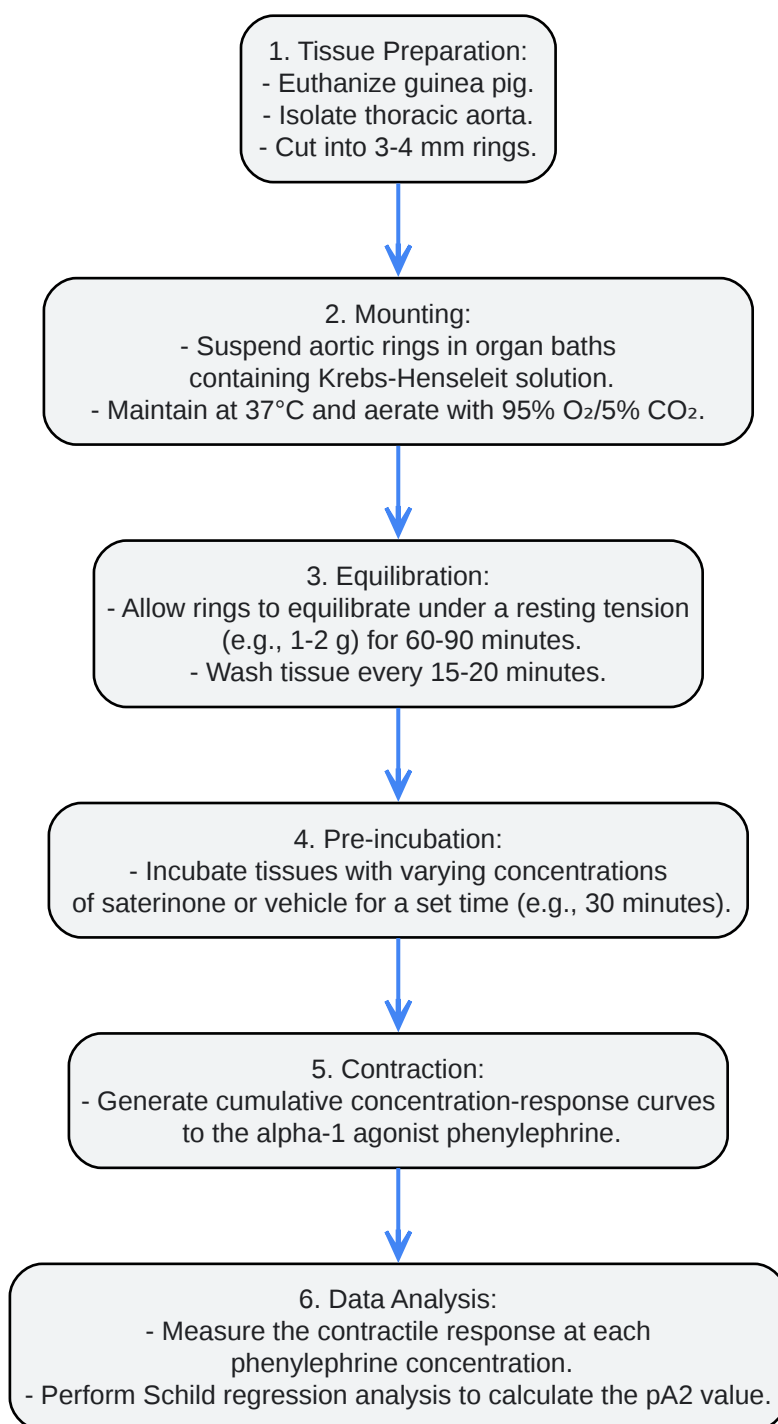 1. Tissue Preparation:
- Euthanize guinea pig.
- Isolate thoracic aorta.
- Cut into 3-4 mm rings.
2. Mounting:
- Suspend aortic rings in organ baths
containing Krebs-Henseleit solution.
- Maintain at 37°C and aerate with 95% O₂/5% CO₂.
3. Equilibration:
- Allow rings to equilibrate under a resting tension
(e.g., 1-2 g) for 60-90 minutes.
- Wash tissue every 15-20 minutes.
4. Pre-incubation:
- Incubate tissues with varying concentrations
of saterinone or vehicle for a set time (e.g., 30 minutes).
5. Contraction:
- Generate cumulative concentration-response curves
to the alpha-1 agonist phenylephrine.
6. Data Analysis:
- Measure the contractile response at each
phenylephrine concentration.
- Perform Schild regression analysis to calculate the pA2 value.